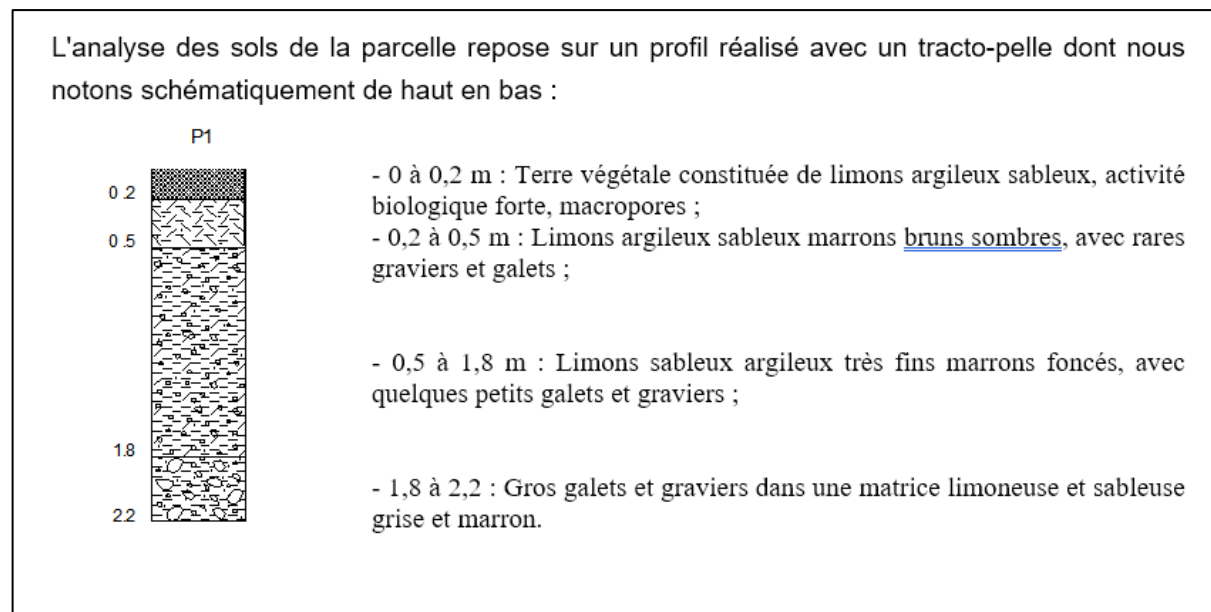 L'analyse des sols de la parcelle repose sur un profil réalisé avec un tracto-pelle dont nous
notons schématiquement de haut en bas :
P1
0.2
0.5
1.8
2.2
- 0 à 0,2 m : Terre végétale constituée de limons argileux sableux, activité
biologique forte, macropores ;
- 0,2 à 0,5 m : Limons argileux sableux marrons bruns sombres, avec rares
graviers et galets ;
- 0,5 à 1,8 m : Limons sableux argileux très fins marrons foncés, avec
quelques petits galets et graviers ;
- 1,8 à 2,2 : Gros galets et graviers dans une matrice limoneuse et sableuse
grise et marron.